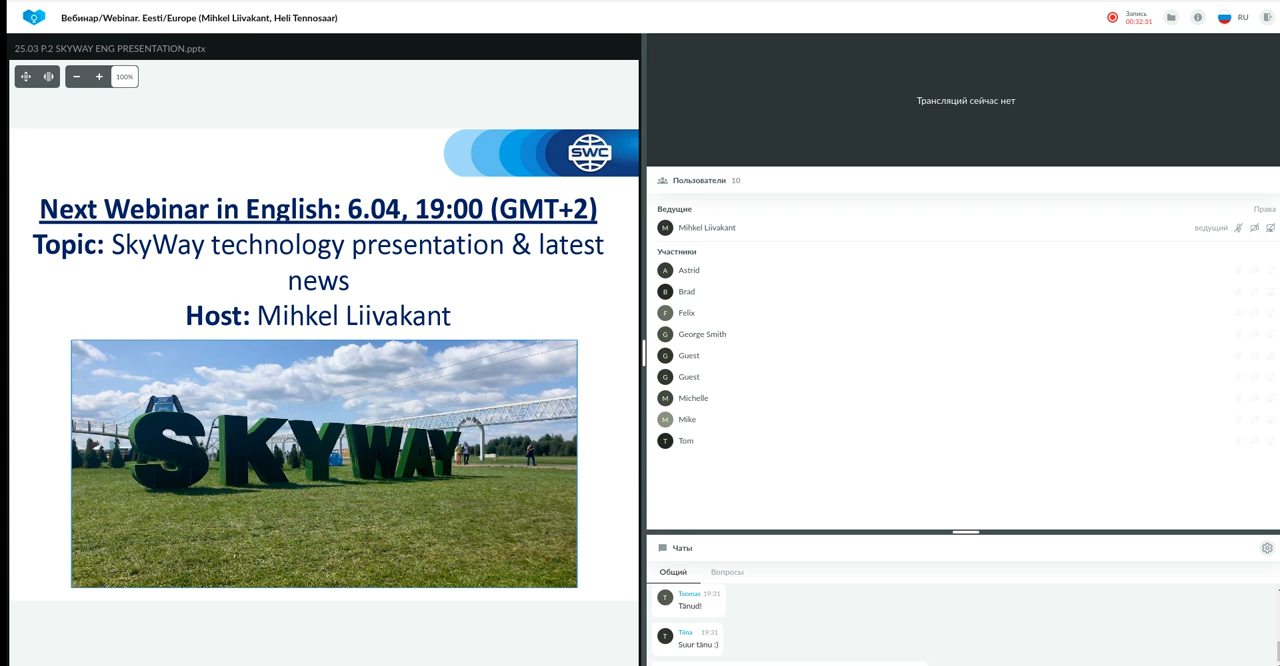 Вебинар/Webinar. Eesti/Europe (Mihkel Liivakant, Heli Tennosaar)
Запись
00:32:31
RU
25.03 P.2 SKYWAY ENG PRESENTATION.pptx
100%
SWC
Next Webinar in English: 6.04, 19:00 (GMT+2)
Topic: SkyWay technology presentation & latest
news
Host: Mihkel Liivakant
SKYWAY
Трансляций сейчас нет
Пользователи 10
Ведущие Права
M Mihkel Liivakant ведущий
Участники
A Astrid
B Brad
F Felix
G George Smith
G Guest
G Guest
M Michelle
M Mike
T Tom
Чаты
Общий Вопросы
T Toomas 19:31
Tänud!
T Tiina 19:31
Suur tänu :)